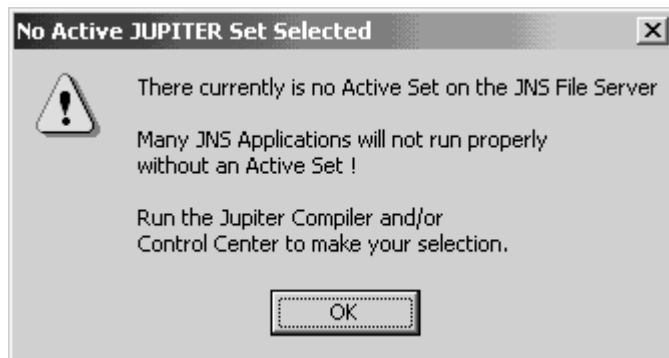 No Active JUPITER Set Selected
There currently is no Active Set on the JNS File Server
Many JNS Applications will not run properly
without an Active Set !
Run the Jupiter Compiler and/or
Control Center to make your selection.
OK